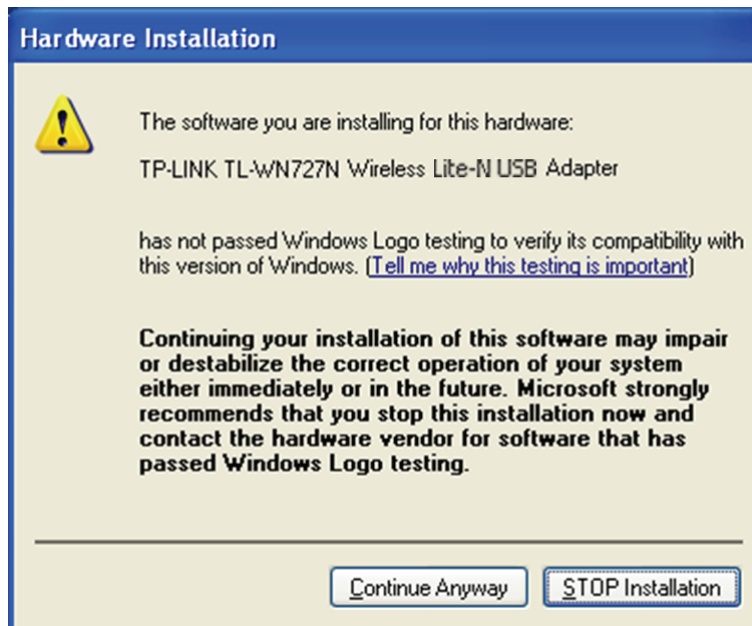 Hardware Installation
The software you are installing for this hardware:
TP-LINK TL-WN727N Wireless Lite-N USB Adapter
has not passed Windows Logo testing to verify its compatibility with
this version of Windows. (Tell me why this testing is important)
Continuing your installation of this software may impair
or destabilize the correct operation of your system
either immediately or in the future. Microsoft strongly
recommends that you stop this installation now and
contact the hardware vendor for software that has
passed Windows Logo testing.
Continue Anyway
STOP Installation